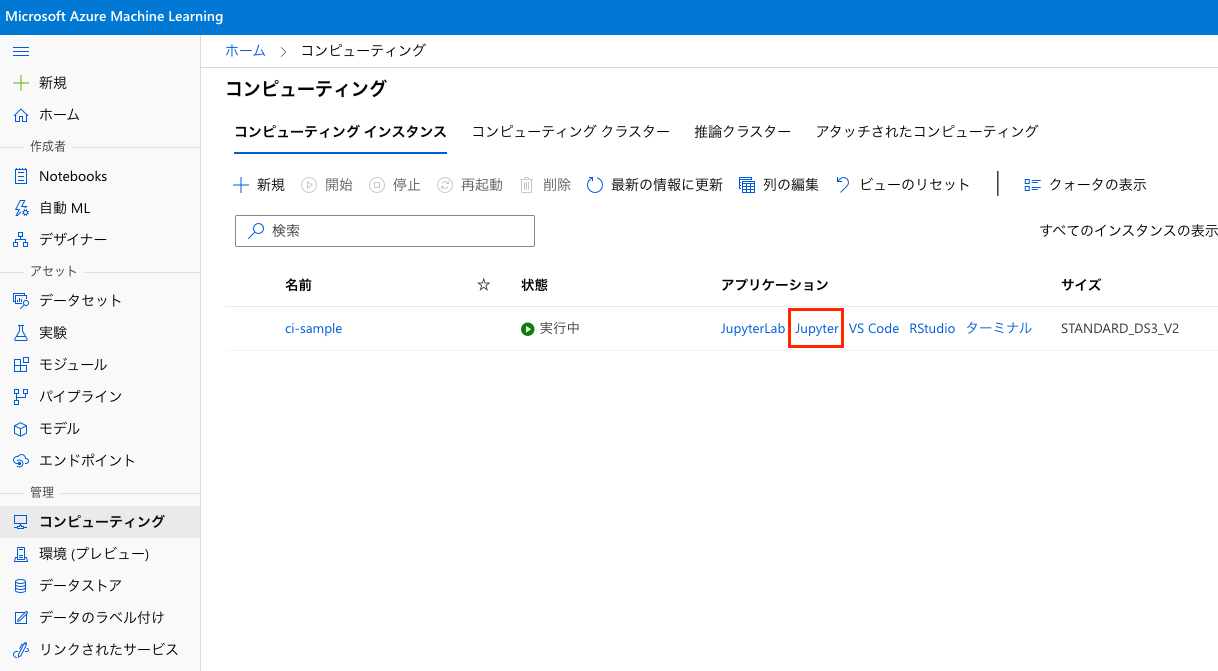 Microsoft Azure Machine Learning
ホーム > コンピューティング
新規
ホーム
作成者
Notebooks
自動 ML
デザイナー
アセット
データセット
実験
モジュール
パイプライン
モデル
エンドポイント
管理
コンピューティング
環境 (プレビュー)
データストア
データのラベル付け
リンクされたサービス
コンピューティング
コンピューティング インスタンス コンピューティング クラスター 推論クラスター アタッチされたコンピューティング
新規 開始 停止 再起動 削除 最新の情報に更新 列の編集 ビューのリセット クォータの表示
検索 すべてのインスタンスの表示
名前 状態 アプリケーション サイズ
ci-sample 実行中 JupyterLab Jupyter VS Code RStudio ターミナル STANDARD_DS3_V2